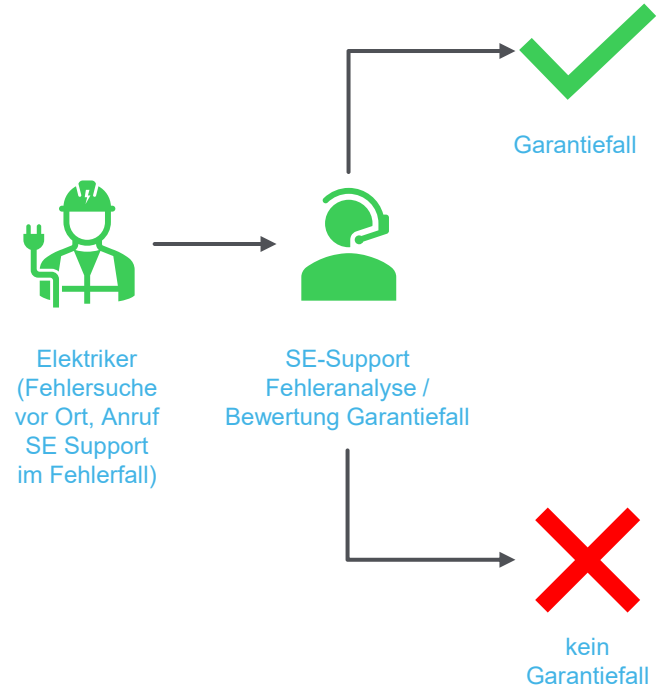 Garantiefall
Elektriker
(Fehlersuche
vor Ort, Anruf
SE Support
im Fehlerfall)
SE-Support
Fehleranalyse /
Bewertung Garantiefall
kein
Garantiefall